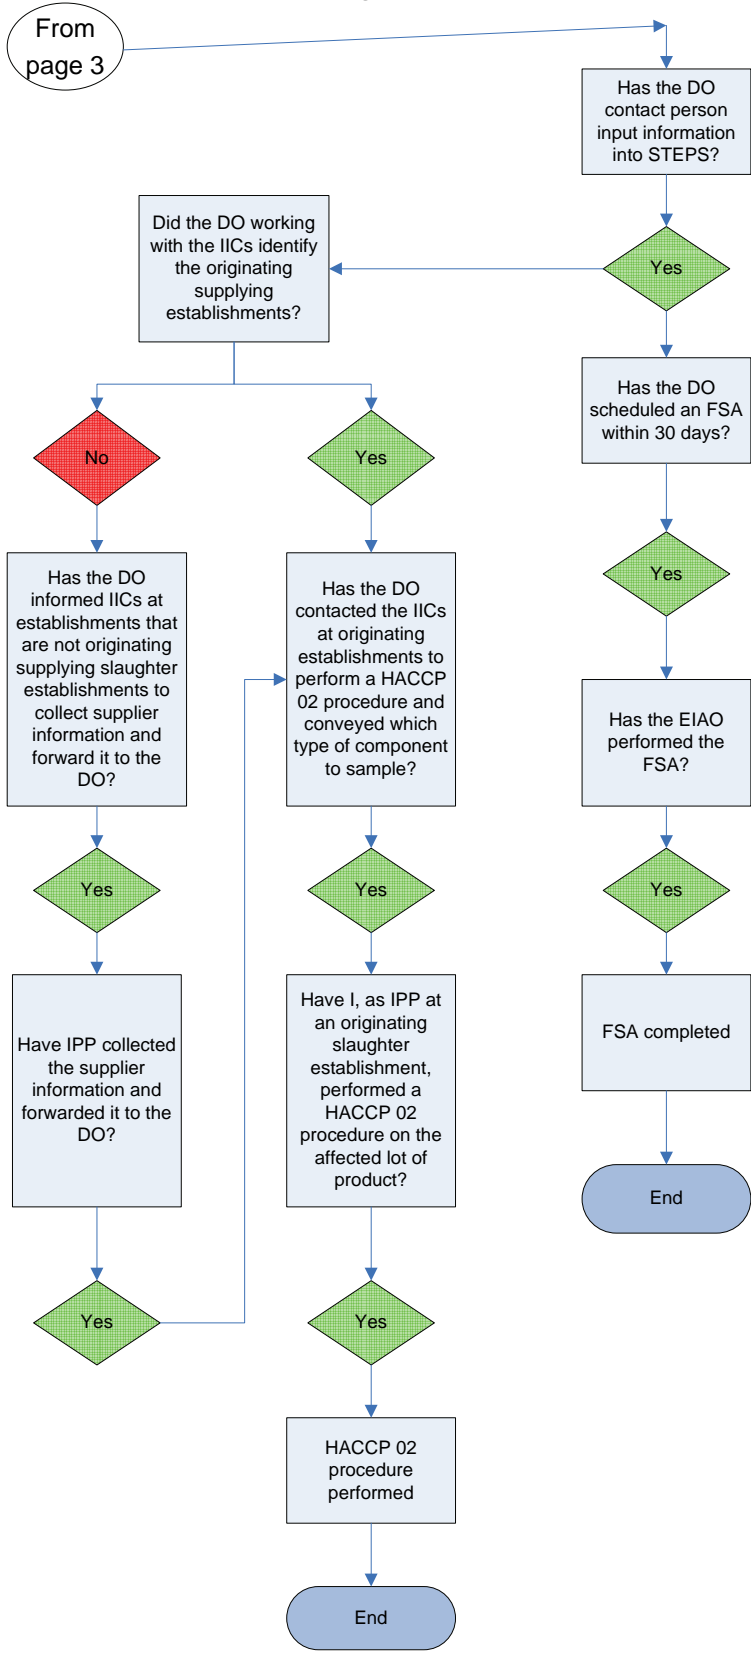 From
page 3
Has the DO
contact person
input information
into STEPS?
Yes
Did the DO working
with the IICs identify
the originating
supplying
establishments?
No
Yes
Has the DO
scheduled an FSA
within 30 days?
Yes
Has the DO
informed IICs at
establishments that
are not originating
supplying slaughter
establishments to
collect supplier
information and
forward it to the
DO?
Has the DO
contacted the IICs
at originating
establishments to
perform a HACCP
02 procedure and
conveyed which
type of component
to sample?
Has the EIAO
performed the
FSA?
Yes
Yes
Yes
Have IPP collected
the supplier
information and
forwarded it to the
DO?
Have I, as IPP at
an originating
slaughter
establishment,
performed a
HACCP 02
procedure on the
affected lot of
product?
FSA completed
End
Yes
Yes
HACCP 02
procedure
performed
End